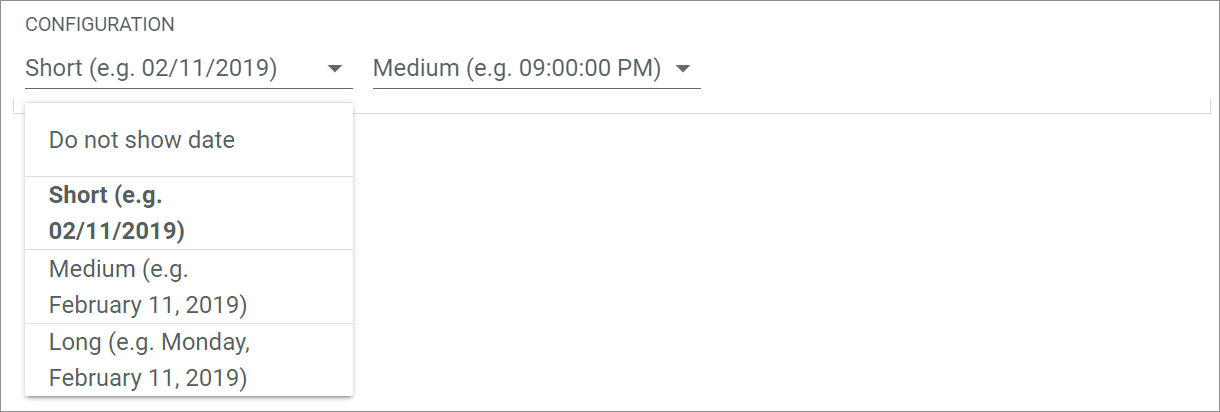 CONFIGURATION
Short (e.g. 02/11/2019) Medium (e.g. 09:00:00 PM)
Do not show date
Short (e.g.
02/11/2019)
Medium (e.g.
February 11, 2019)
Long (e.g. Monday,
February 11, 2019)